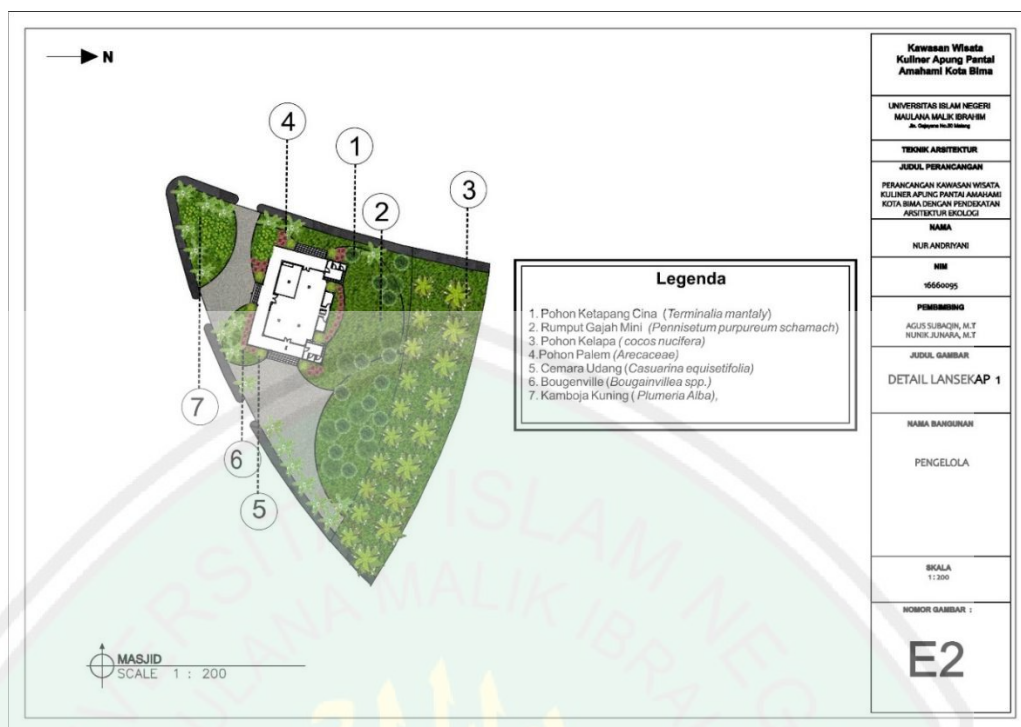 N
4
1
2
3
7
6
5
Legenda
1. Pohon Ketapang Cina (Terminalia mantaly)
2. Rumput Gajah Mini (Pennisetum purpureum schamach)
3. Pohon Kelapa (cocos nucifera)
4.Pohon Palem (Arecaceae)
5. Cemara Udang (Casuarina equisetifolia)
6. Bougenville (Bougainvillea spp.)
7. Kamboja Kuning ( Plumeria Alba),
MASJID
SCALE 1 : 200
Kawasan Wisata
Kuliner Apung Pantai
Amahami Kota Bima
UNIVERSITAS ISLAM NEGERI
MAULANA MALIK IBRAHIM
Jln. Gajayana No.50 Malang
TEKNIK ARSITEKTUR
JUDUL PERANCANGAN
PERANCANGAN KAWASAN WISATA
KULINER APUNG PANTAI AMAHAMI
KOTA BIMA DENGAN PENDEKATAN
ARSITEKTUR EKOLOGI
NAMA
NUR ANDRIYANI
NIM
16660095
PEMBIMBING
AGUS SUBAQIN, M.T
NUNIK JUNARA, M.T
JUDUL GAMBAR
DETAIL LANSEKAP 1
NAMA BANGUNAN
PENGELOLA
SKALA
1 : 200
NOMOR GAMBAR :
E2